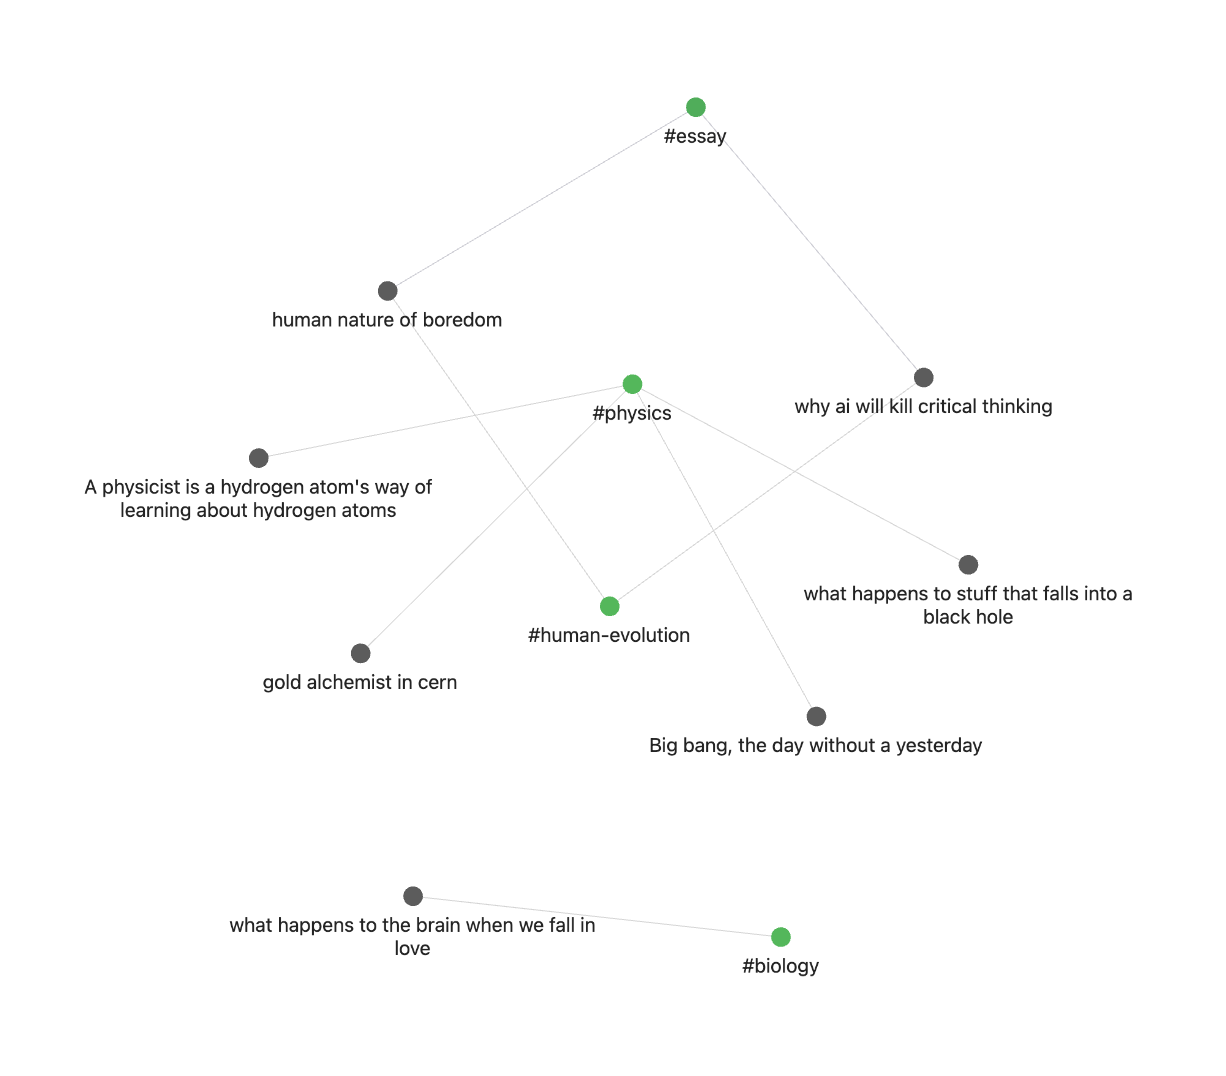 #essay
human nature of boredom
#physics
why ai will kill critical thinking
A physicist is a hydrogen atom's way of
learning about hydrogen atoms
what happens to stuff that falls into a
black hole
#human-evolution
gold alchemist in cern
Big bang, the day without a yesterday
what happens to the brain when we fall in
love
#biology